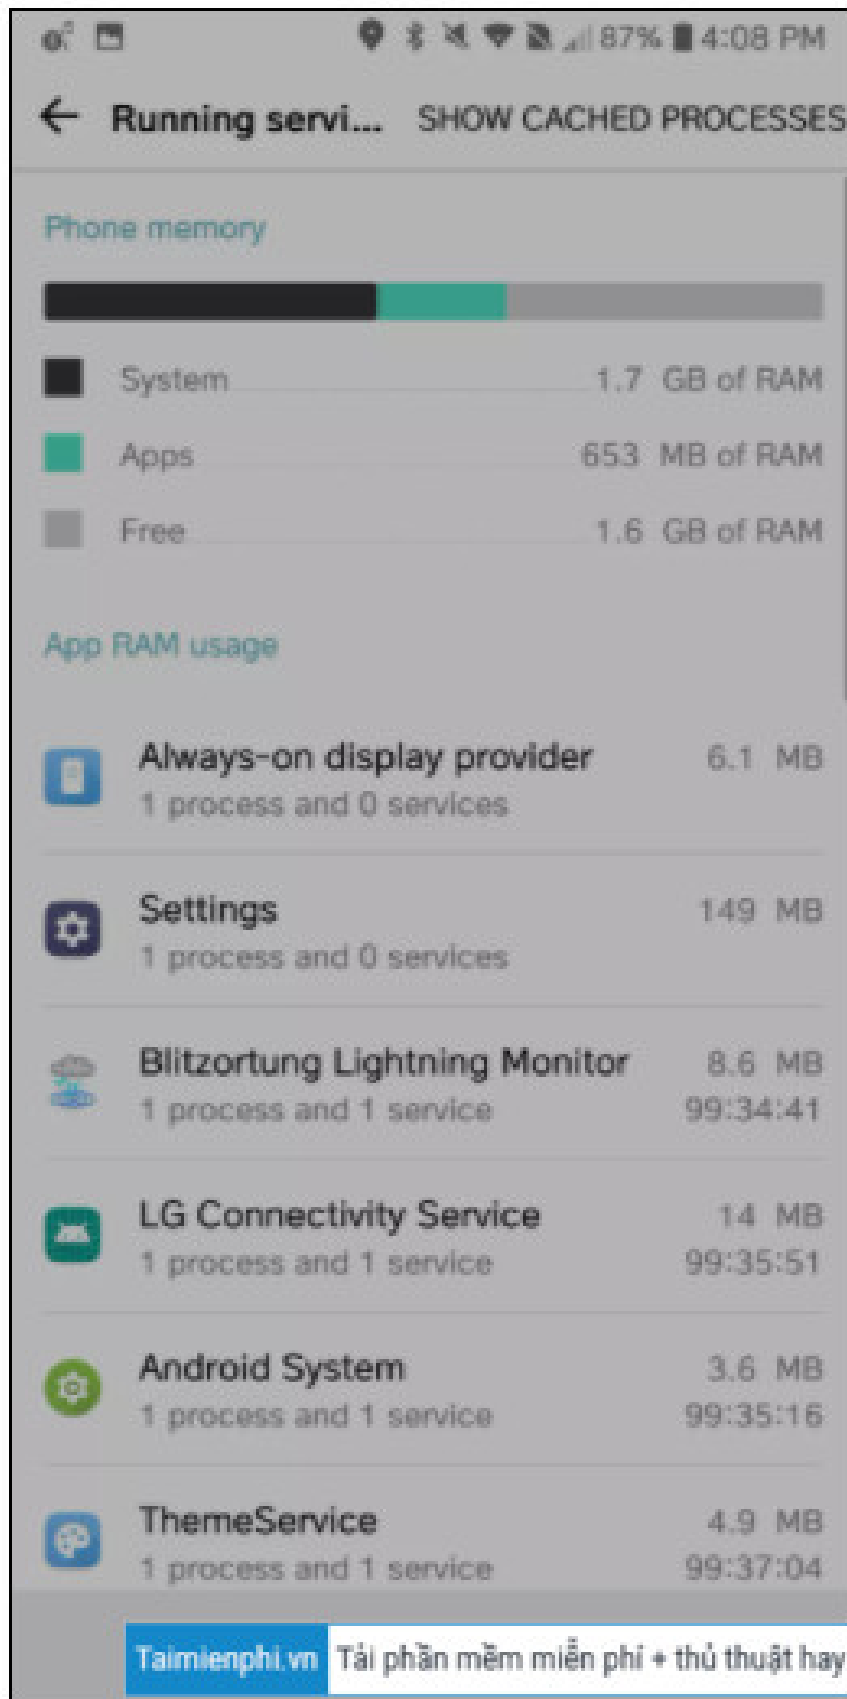 87% 4:08 PM
Running servi... SHOW CACHED PROCESSES
Phone memory
System 1.7 GB of RAM
Apps 653 MB of RAM
Free 1.6 GB of RAM
App RAM usage
Always-on display provider 6.1 MB
1 process and 0 services
Settings 149 MB
1 process and 0 services
Blitzortung Lightning Monitor 8.6 MB
1 process and 1 service 99:34:41
LG Connectivity Service 14 MB
1 process and 1 service 99:35:51
Android System 3.6 MB
1 process and 1 service 99:35:16
ThemeService 4.9 MB
1 process and 1 service 99:37:04
Taimienphi.vn Tải phần mềm miễn phí + thủ thuật hay